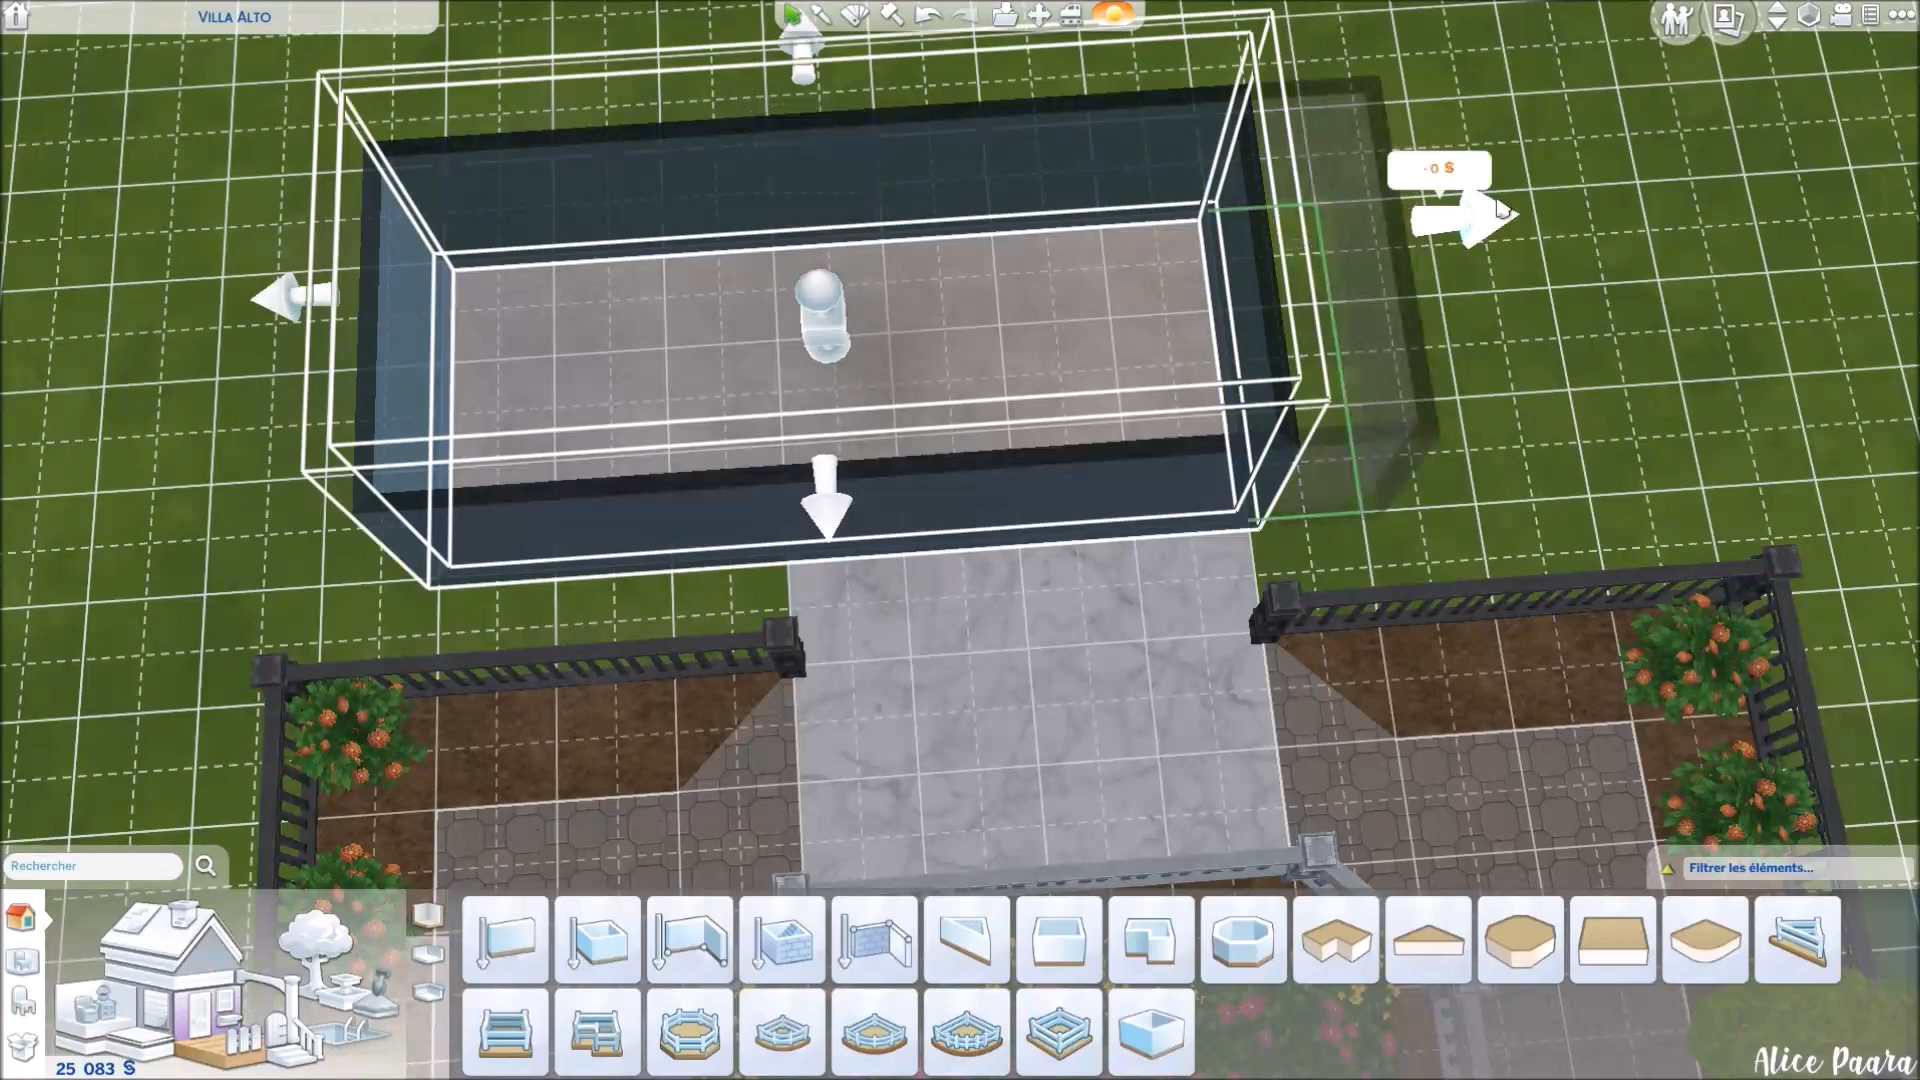 VILLA ALTO
-0 $
Rechercher
Filtrer les éléments...
25 083 §
Alice Paara